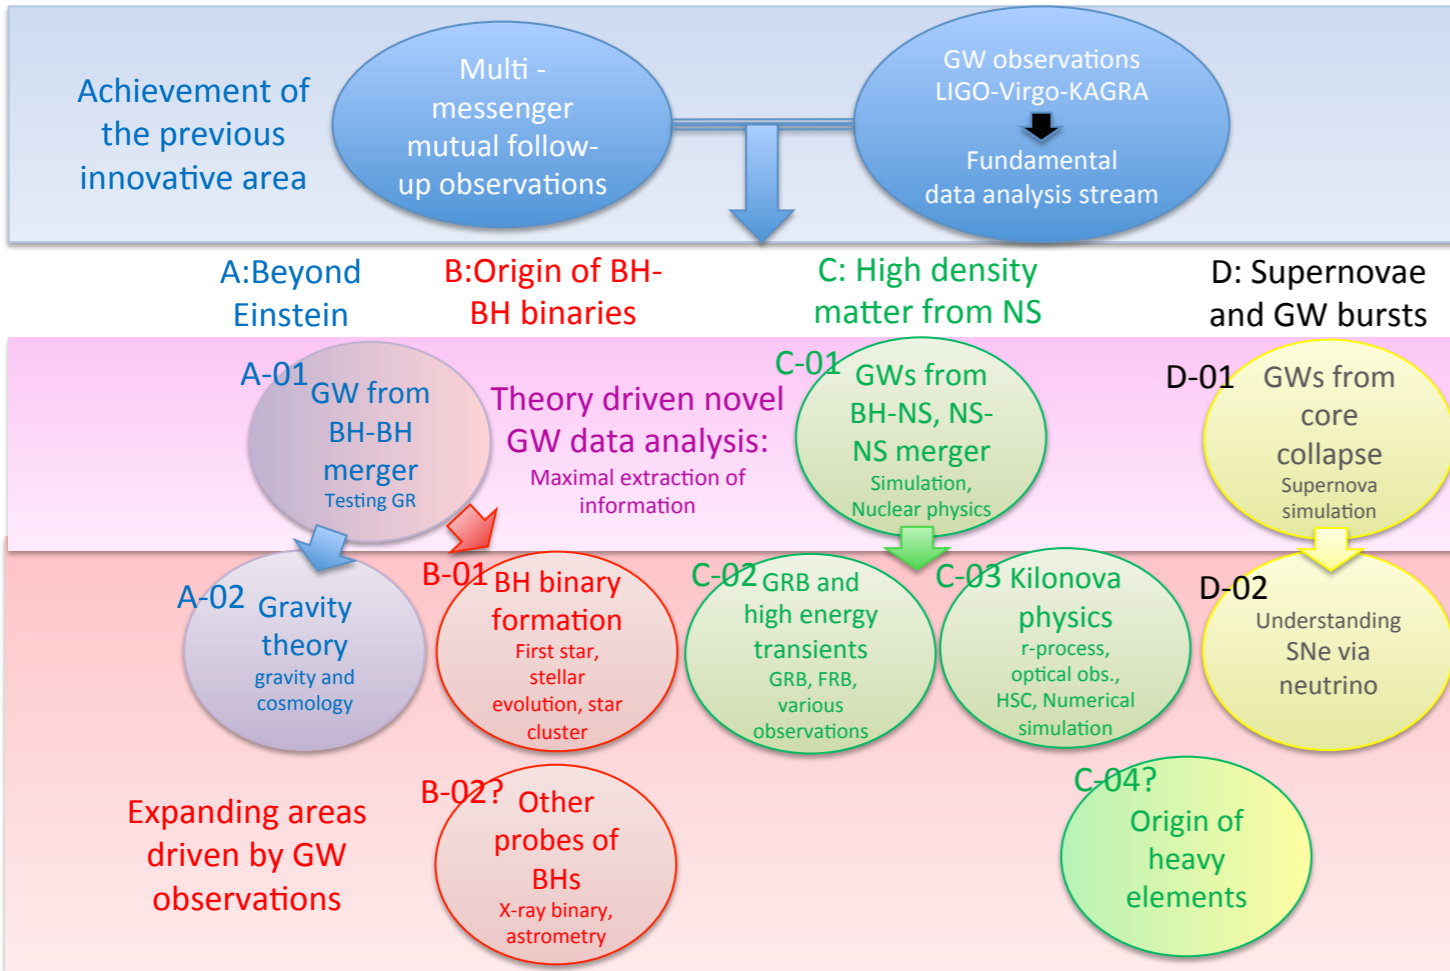 Achievement of
the previous
innovative area
Multi -
messenger
mutual follow-
up observations
GW observations
LIGO-Virgo-KAGRA
Fundamental
data analysis stream
A:Beyond
Einstein
B:Origin of BH-
BH binaries
C: High density
matter from NS
D: Supernovae
and GW bursts
A-01
GW from
BH-BH
merger
Testing GR
Theory driven novel
GW data analysis:
Maximal extraction of
information
C-01
GWs from
BH-NS, NS-
NS merger
Simulation,
Nuclear physics
D-01
GWs from
core
collapse
Supernova
simulation
A-02
Gravity
theory
gravity and
cosmology
B-01
BH binary
formation
First star,
stellar
evolution, star
cluster
C-02
GRB and
high energy
transients
GRB, FRB,
various
observations
C-03
Kilonova
physics
r-process,
optical obs.,
HSC, Numerical
simulation
D-02
Understanding
SNe via
neutrino
Expanding areas
driven by GW
observations
B-02?
Other
probes of
BHs
X-ray binary,
astrometry
C-04?
Origin of
heavy
elements